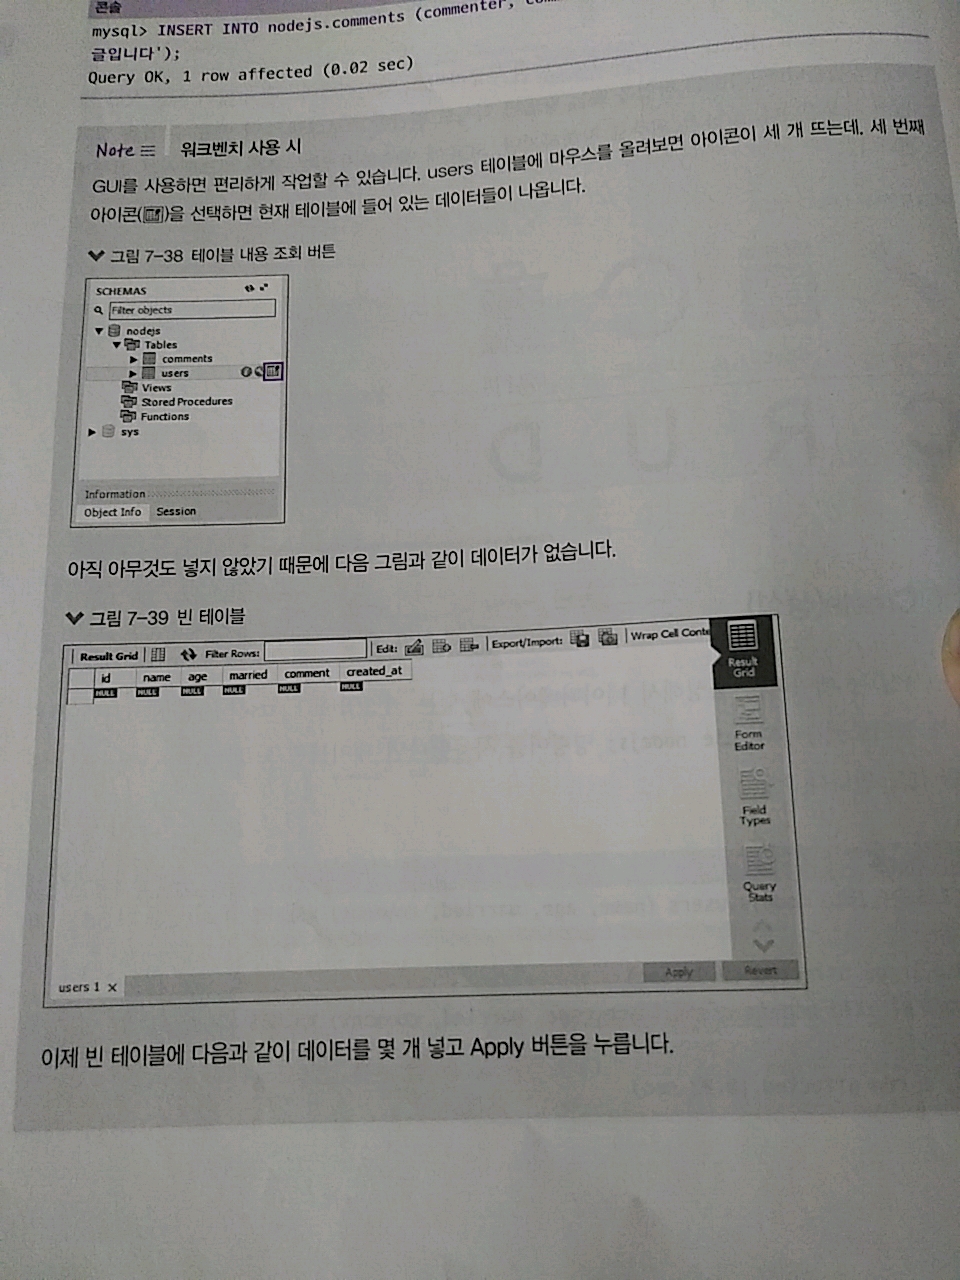 콘솔
mysql> INSERT INTO nodejs.comments (commenter,
글입니다');
Query OK, 1 row affected (0.02 sec)
Note 워크벤치 사용 시
GUI를 사용하면 편리하게 작업할 수 있습니다. users 테이블에 마우스를 올려보면 아이콘이 세 개 뜨는데, 세 번째
아이콘()을 선택하면 현재 테이블에 들어 있는 데이터들이 나옵니다.
그림 7-38 테이블 내용 조회 버튼
SCHEMAS
Filter objects
nodejs
Tables
comments
users
Views
Stored Procedures
Functions
sys
Information
Object Info Session
아직 아무것도 넣지 않았기 때문에 다음 그림과 같이 데이터가 없습니다.
그림 7-39 빈 테이블
Result Grid Filter Rows: Edit: Export/Import: Wrap Cell Conte
id name age married comment created_at
NULL NULL NULL NULL NULL NULL
Result
Grid
Form
Editor
Field
Types
Query
Stats
users 1 x Apply Revert
이제 빈 테이블에 다음과 같이 데이터를 몇 개 넣고 Apply 버튼을 누릅니다.